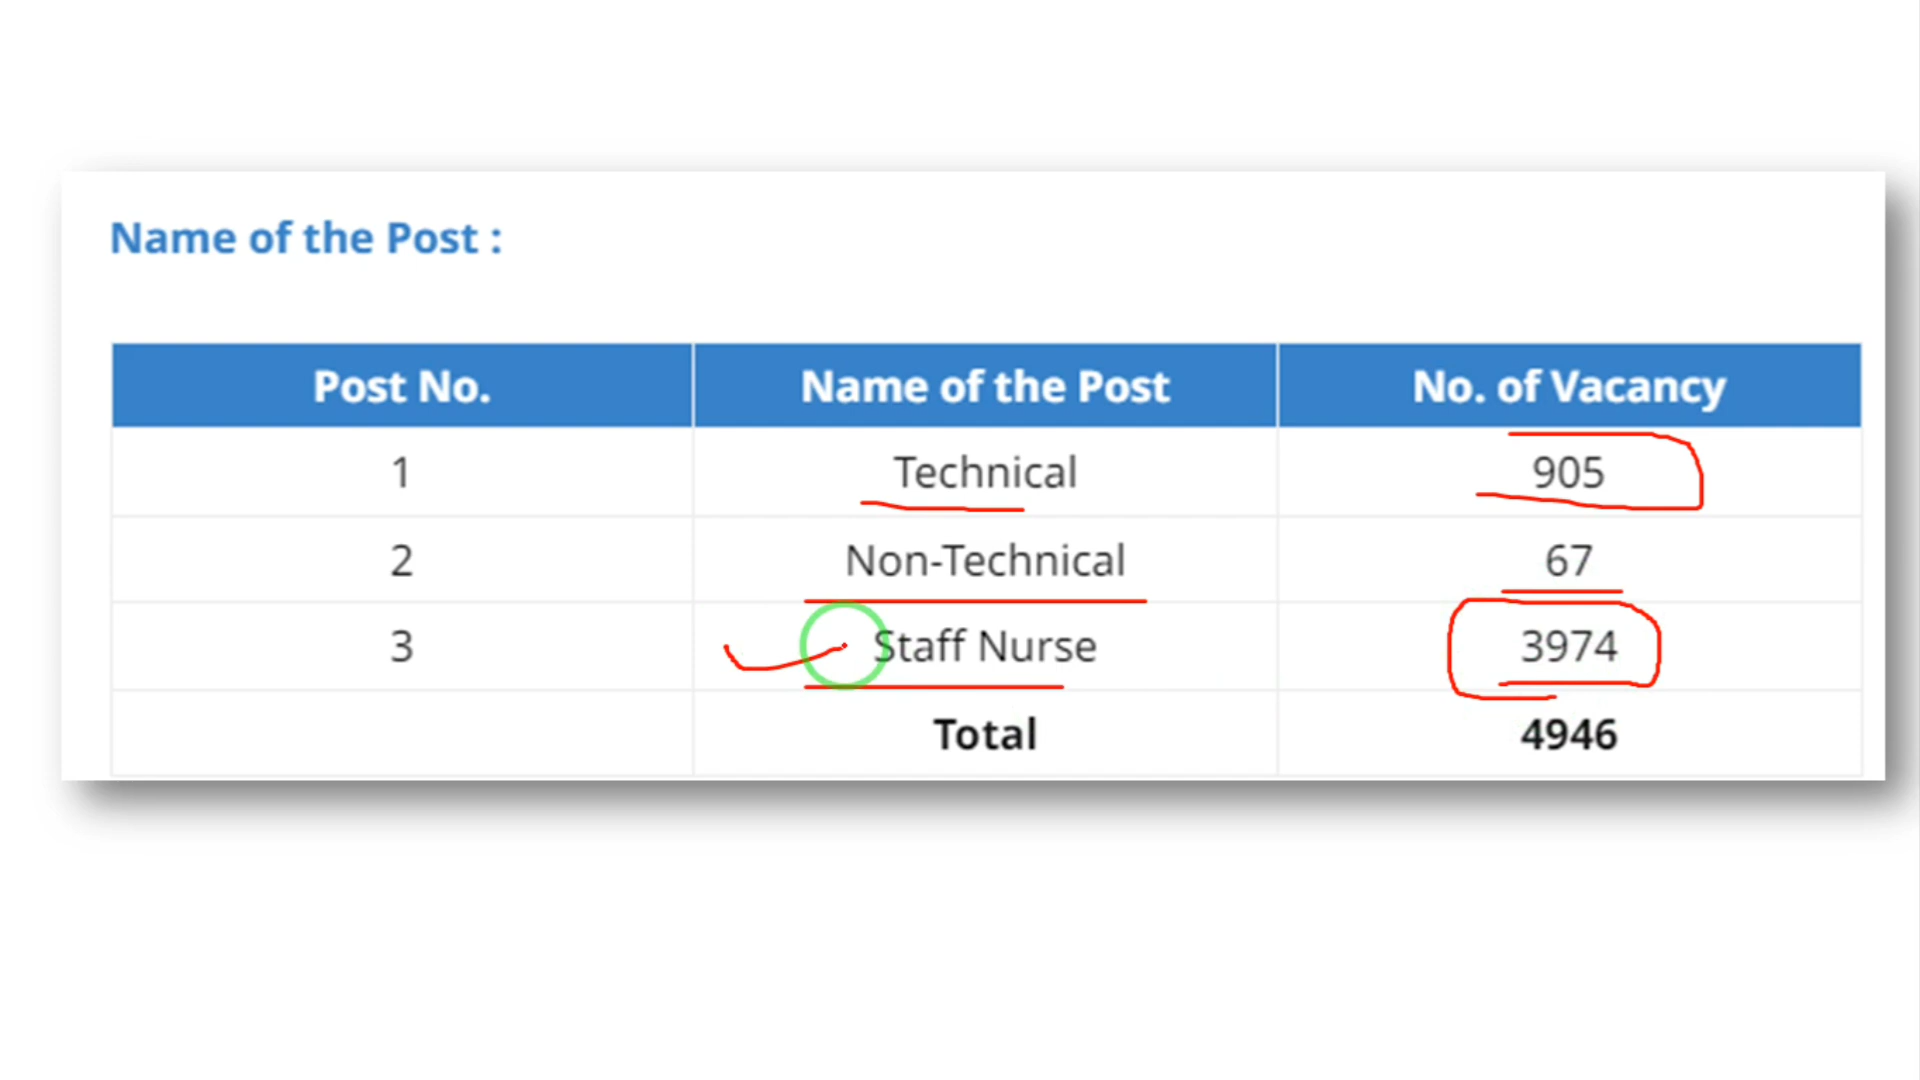 Name of the Post :
Post No. Name of the Post No. of Vacancy
1 Technical 905
2 Non-Technical 67
3 Staff Nurse 3974
Total 4946